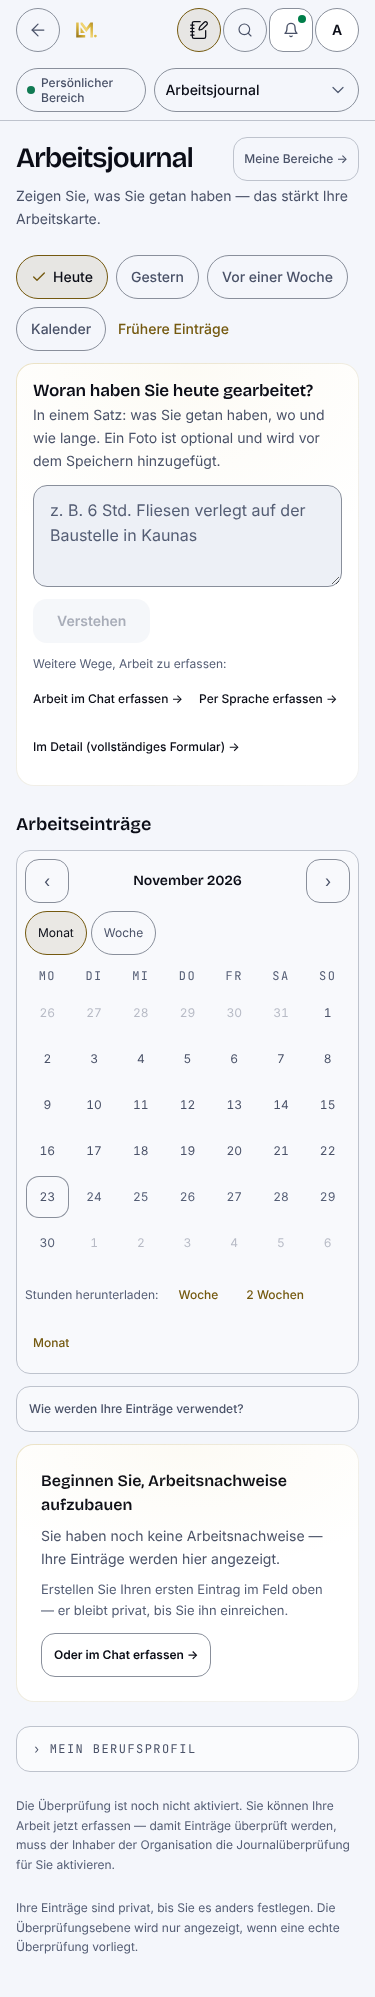 LM.
A
Persönlicher
Bereich
Arbeitsjournal
Arbeitsjournal
Meine Bereiche →
Zeigen Sie, was Sie getan haben — das stärkt Ihre
Arbeitskarte.
Heute
Gestern
Vor einer Woche
Kalender
Frühere Einträge
Woran haben Sie heute gearbeitet?
In einem Satz: was Sie getan haben, wo und
wie lange. Ein Foto ist optional und wird vor
dem Speichern hinzugefügt.
z. B. 6 Std. Fliesen verlegt auf der
Baustelle in Kaunas
Verstehen
Weitere Wege, Arbeit zu erfassen:
Arbeit im Chat erfassen → Per Sprache erfassen →
Im Detail (vollständiges Formular) →
Arbeitseinträge
‹ November 2026 ›
Monat Woche
MO DI MI DO FR SA SO
26 27 28 29 30 31 1
2 3 4 5 6 7 8
9 10 11 12 13 14 15
16 17 18 19 20 21 22
23 24 25 26 27 28 29
30 1 2 3 4 5 6
Stunden herunterladen: Woche 2 Wochen
Monat
Wie werden Ihre Einträge verwendet?
Beginnen Sie, Arbeitsnachweise
aufzubauen
Sie haben noch keine Arbeitsnachweise —
Ihre Einträge werden hier angezeigt.
Erstellen Sie Ihren ersten Eintrag im Feld oben
— er bleibt privat, bis Sie ihn einreichen.
Oder im Chat erfassen →
› MEIN BERUFSPROFIL
Die Überprüfung ist noch nicht aktiviert. Sie können Ihre
Arbeit jetzt erfassen — damit Einträge überprüft werden,
muss der Inhaber der Organisation die Journalüberprüfung
für Sie aktivieren.
Ihre Einträge sind privat, bis Sie es anders festlegen. Die
Überprüfungsebene wird nur angezeigt, wenn eine echte
Überprüfung vorliegt.